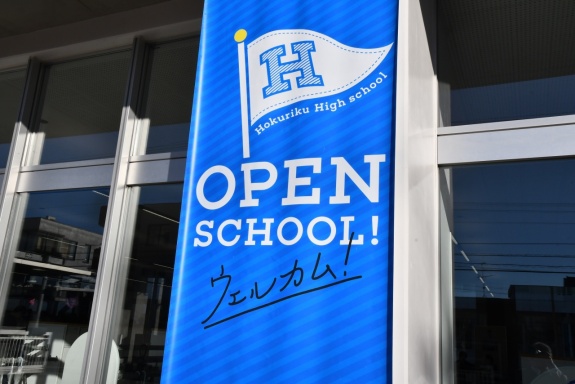 H
Hokuriku High school
OPEN
SCHOOL!
ウェルカム!